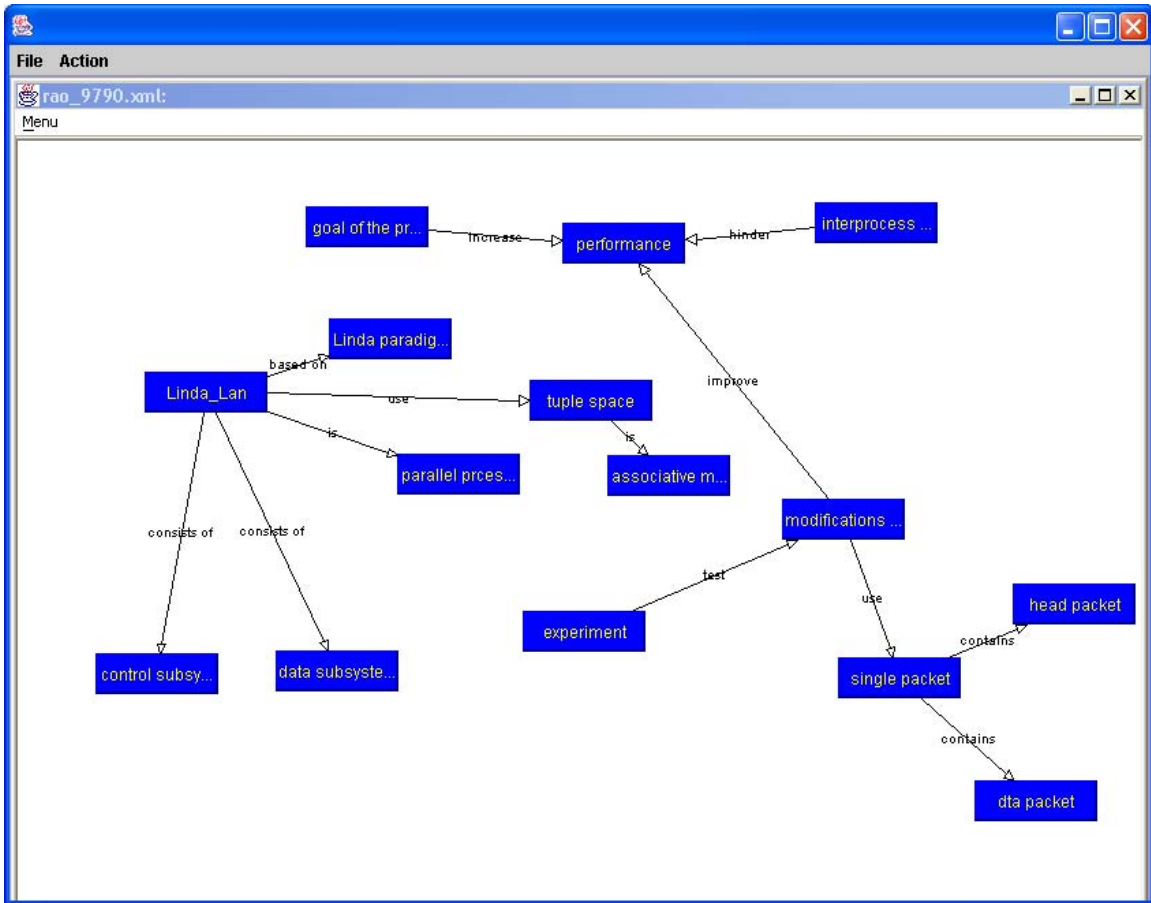 File Action
rao_9790.xml:
Menu
goal of the pr...
increase
performance
hinder
interprocess ...
Linda paradig...
based on
Linda_Lan
use
tuple space
improve
is
is
parallel prces...
associative m...
modifications ...
consists of
consists of
test
use
head packet
experiment
contains
control subsy...
data subsyste...
single packet
contains
dta packet